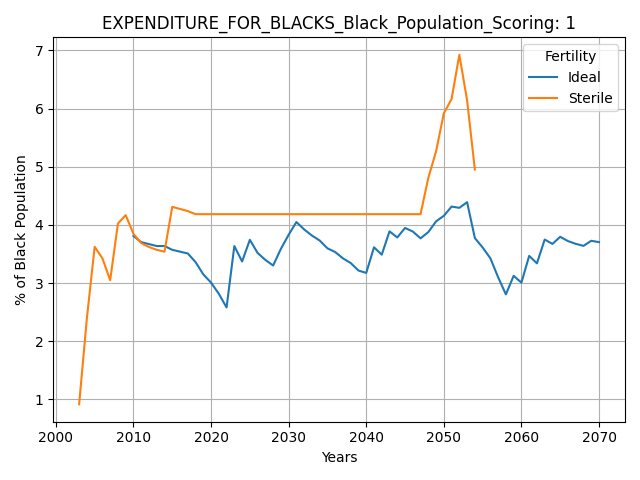 EXPENDITURE_FOR_BLACKS_Black_Population_Scoring: 1
Fertility
Ideal
Sterile
% of Black Population
7
6
5
4
3
2
1
2000 2010 2020 2030 2040 2050 2060 2070
Years